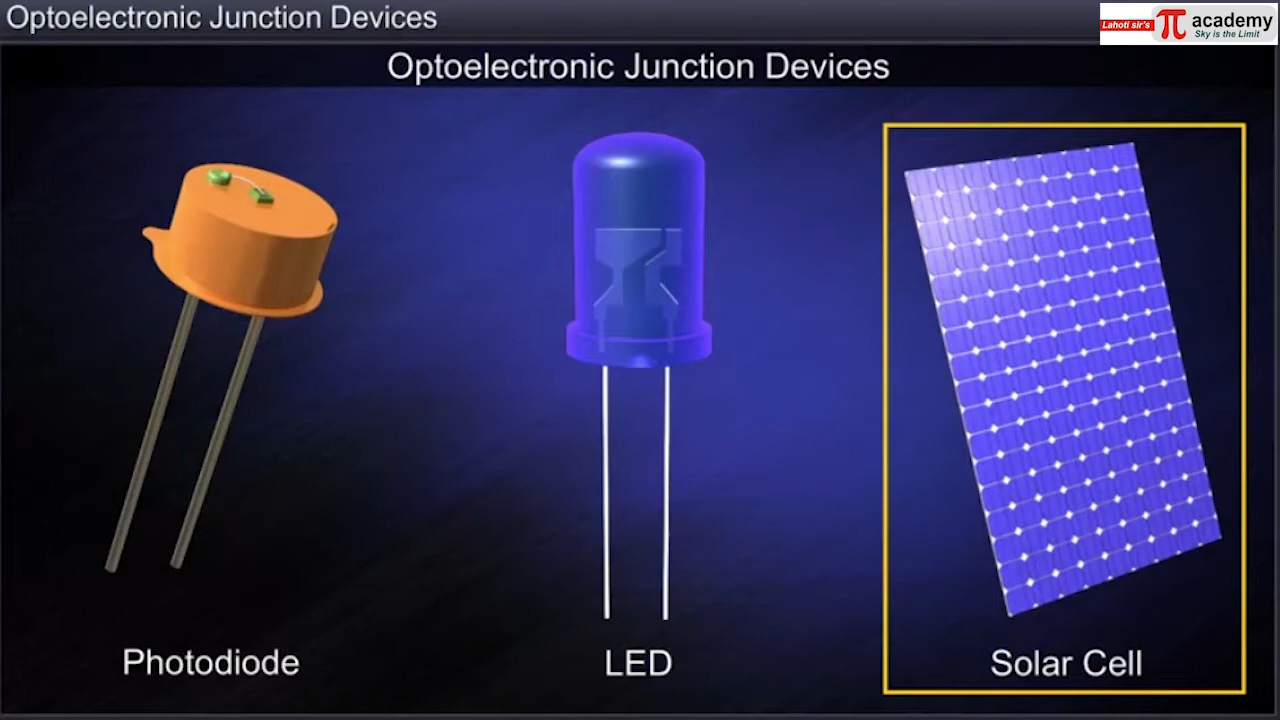 Optoelectronic Junction Devices
Lahoti sir's π academy
Sky is the Limit
Optoelectronic Junction Devices
Photodiode
LED
Solar Cell